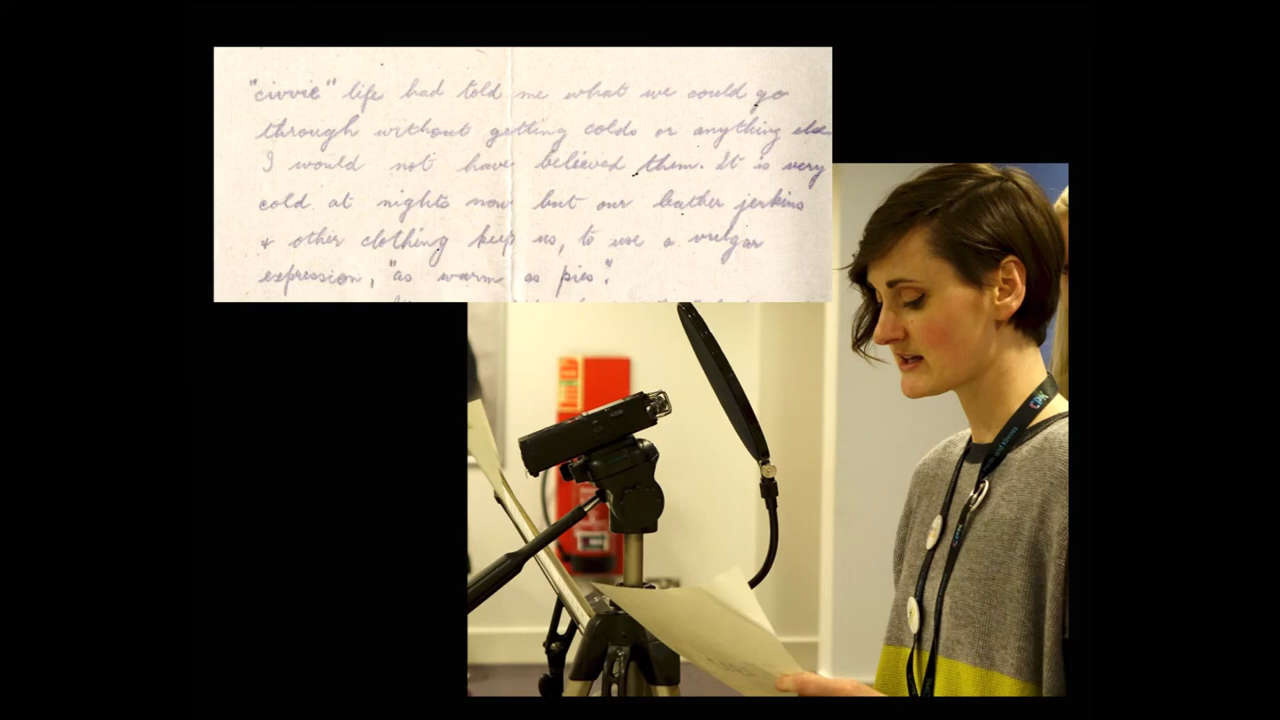 "civvie" life had told me what we could go
through without getting colds or anything else
I would not have believed them. It is very
cold at nights now but our leather jerkins
& other clothing keep us, to use a vulgar
expression, "as warm as pies".
CPK